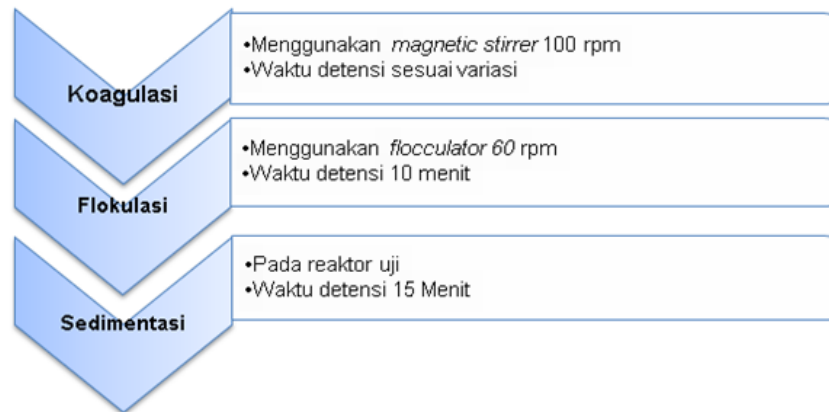 Koagulasi
•Menggunakan magnetic stirrer 100 rpm
•Waktu detensi sesuai variasi
Flokulasi
•Menggunakan flocculator 60 rpm
•Waktu detensi 10 menit
Sedimentasi
•Pada reaktor uji
•Waktu detensi 15 Menit